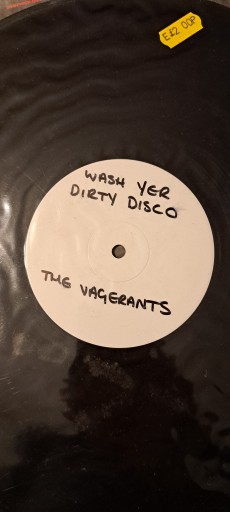 E£2.00P
WASH YER
DIRTY DISCO
THE VAGERANTS